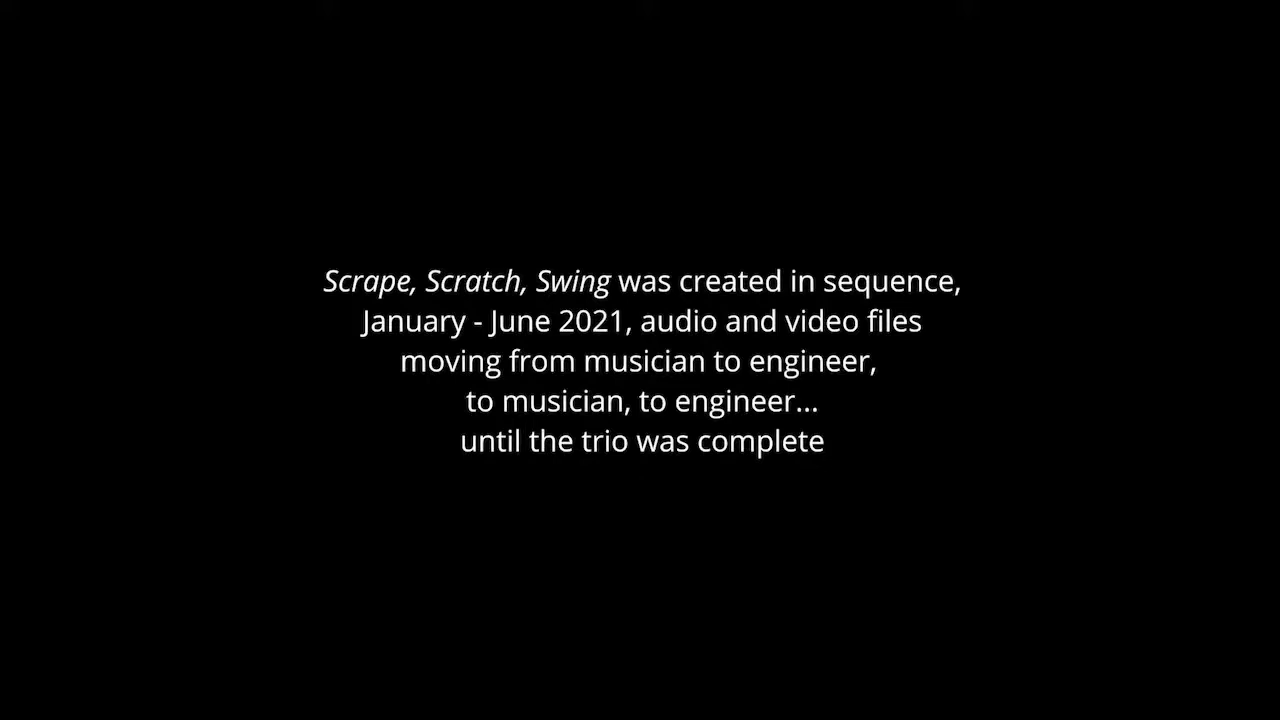 Scrape, Scratch, Swing was created in sequence,
January - June 2021, audio and video files
moving from musician to engineer,
to musician, to engineer...
until the trio was complete